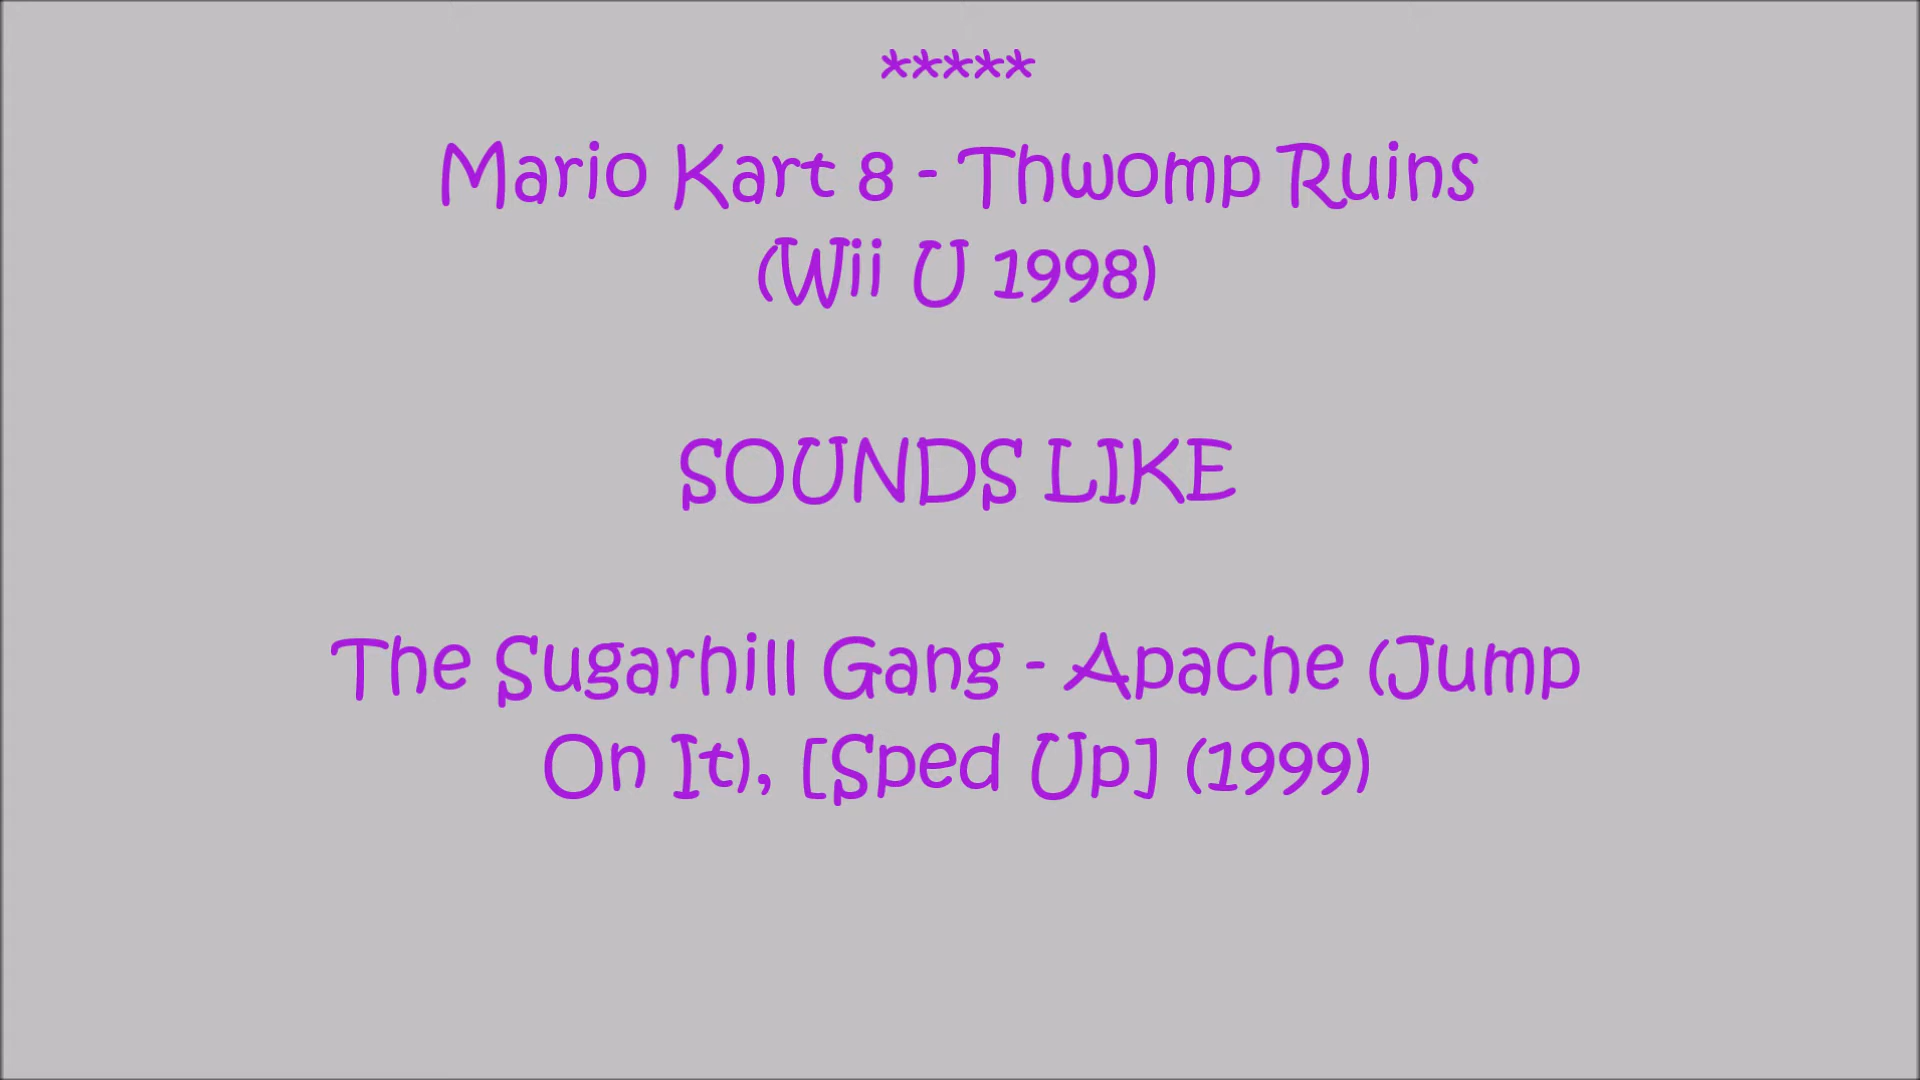 *****
Mario Kart 8 - Thwomp Ruins
(Wii U 1998)
SOUNDS LIKE
The Sugarhill Gang - Apache (Jump
On It), [Sped Up] (1999)